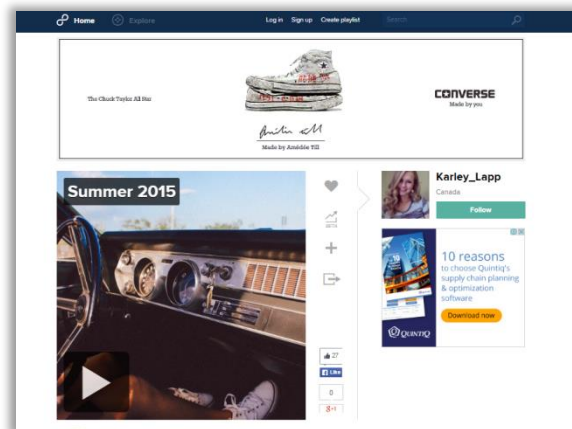 Home
Explore
Log in
Sign up
Create playlist
Search
The Chuck Taylor All Star
CONVERSE
Made by you
Made by Amédée Till
Summer 2015
Karley_Lapp
Canada
Follow
10 reasons
to choose Quintiq's
supply chain planning
& optimization
software
Download now
QUINTIQ
27
Like
0
g+1